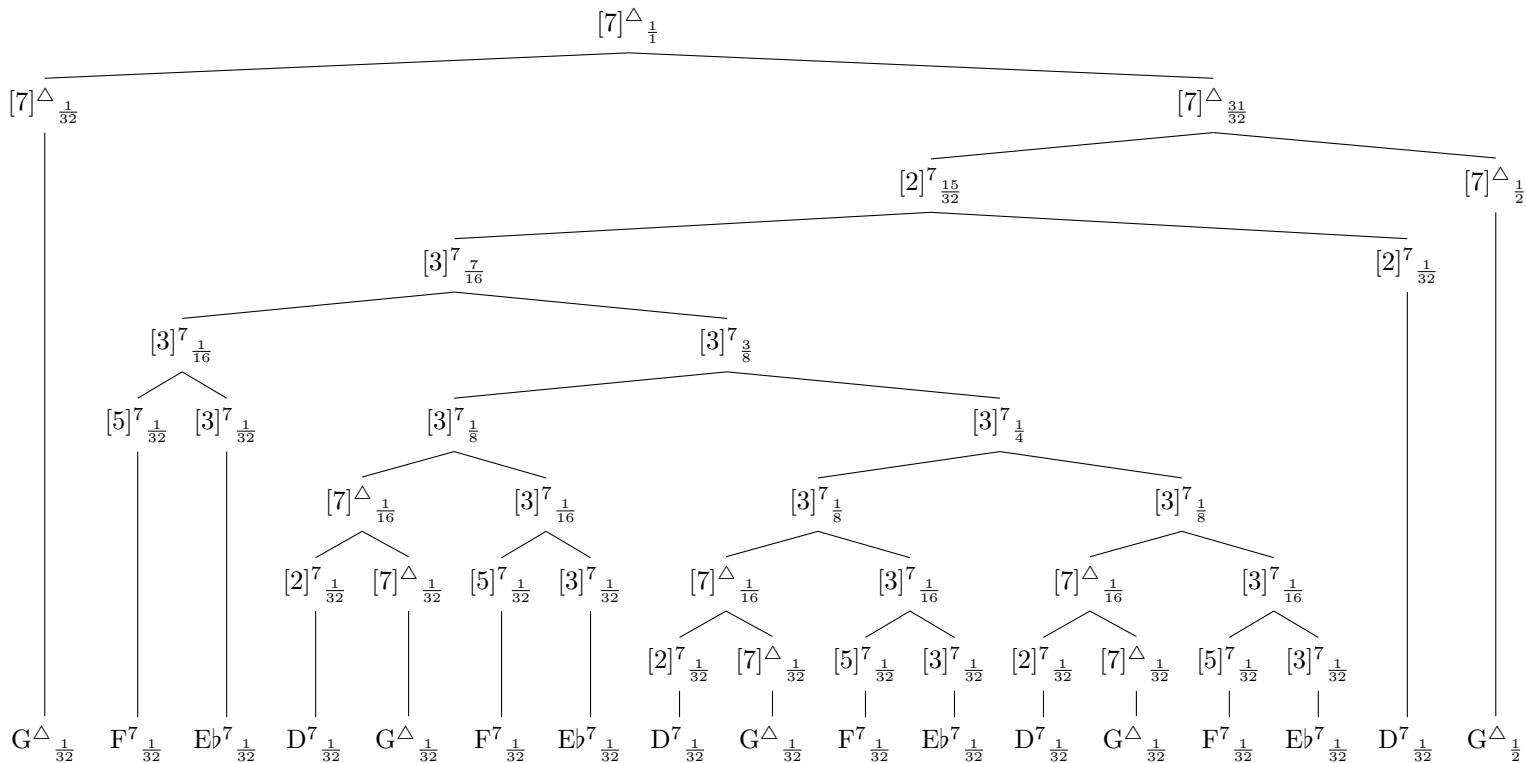 [7]△ 1/1
[7]△ 1/32 [7]△ 31/32
[2]7 15/32 [7]△ 1/2
[3]7 7/16 [2]7 1/32
[3]7 1/16 [3]7 3/8
[5]7 1/32 [3]7 1/32 [3]7 1/8 [3]7 1/4
[7]△ 1/16 [3]7 1/16 [3]7 1/8 [3]7 1/8
[2]7 1/32 [7]△ 1/32 [5]7 1/32 [3]7 1/32 [7]△ 1/16 [3]7 1/16 [7]△ 1/16 [3]7 1/16
[2]7 1/32 [7]△ 1/32 [5]7 1/32 [3]7 1/32 [2]7 1/32 [7]△ 1/32 [5]7 1/32 [3]7 1/32
G△ 1/32 F7 1/32 E♭7 1/32 D7 1/32 G△ 1/32 F7 1/32 E♭7 1/32 D7 1/32 G△ 1/32 F7 1/32 E♭7 1/32 D7 1/32 G△ 1/32 F7 1/32 E♭7 1/32 D7 1/32 G△ 1/2